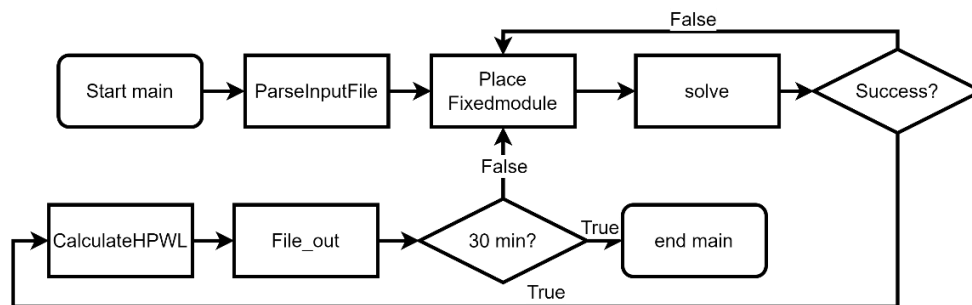 False
Start main
ParseInputFile
Place
Fixedmodule
solve
Success?
False
CalculateHPWL
File_out
30 min?
True
end main
True